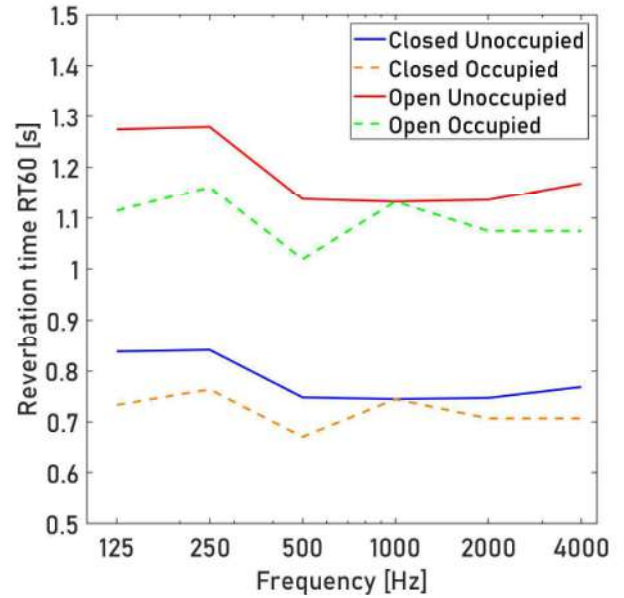 1.5
1.4
1.3
1.2
1.1
1
0.9
0.8
0.7
0.6
0.5
Reverbation time RT60 [s]
Closed Unoccupied
Closed Occupied
Open Unoccupied
Open Occupied
125 250 500 1000 2000 4000
Frequency [Hz]